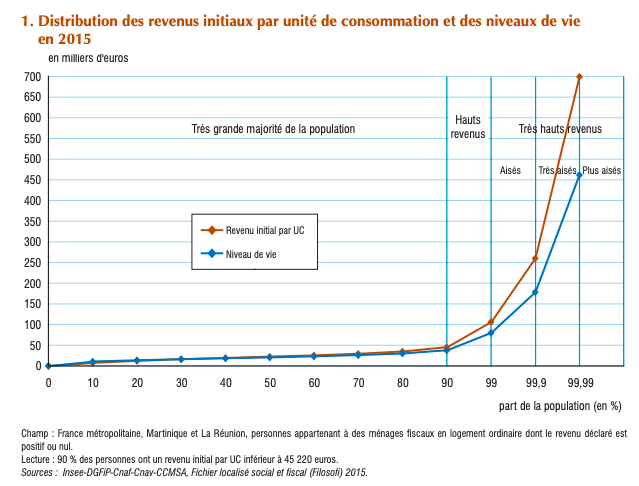 1. Distribution des revenus initiaux par unité de consommation et des niveaux de vie
en 2015
en milliers d'euros
700
650
600
550
500
450
400
350
300
250
200
150
100
50
0
Très grande majorité de la population
Hauts
revenus
Très hauts revenus
Aisés
Très aisés
Plus aisés
Revenu initial par UC
Niveau de vie
0 10 20 30 40 50 60 70 80 90 99 99,9 99,99
part de la population (en %)
Champ : France métropolitaine, Martinique et La Réunion, personnes appartenant à des ménages fiscaux en logement ordinaire dont le revenu déclaré est
positif ou nul.
Lecture : 90 % des personnes ont un revenu initial par UC inférieur à 45 220 euros.
Sources : Insee-DGFiP-Cnaf-Cnav-CCMSA, Fichier localisé social et fiscal (Filosofi) 2015.